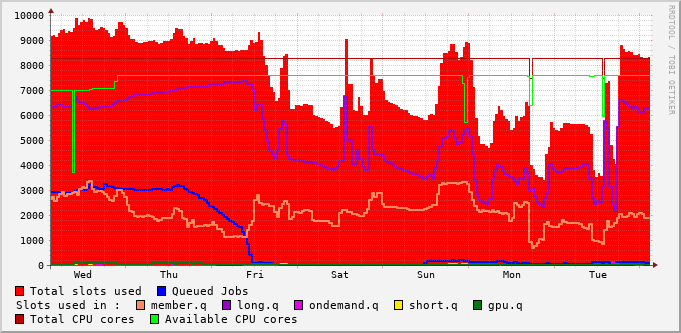 10000
9000
8000
7000
6000
5000
4000
3000
2000
1000
0
Wed Thu Fri Sat Sun Mon Tue
Total slots used Queued Jobs
Slots used in : member.q long.q ondemand.q short.q gpu.q
Total CPU cores Available CPU cores
RRDTOOL / TOBI OETIKER